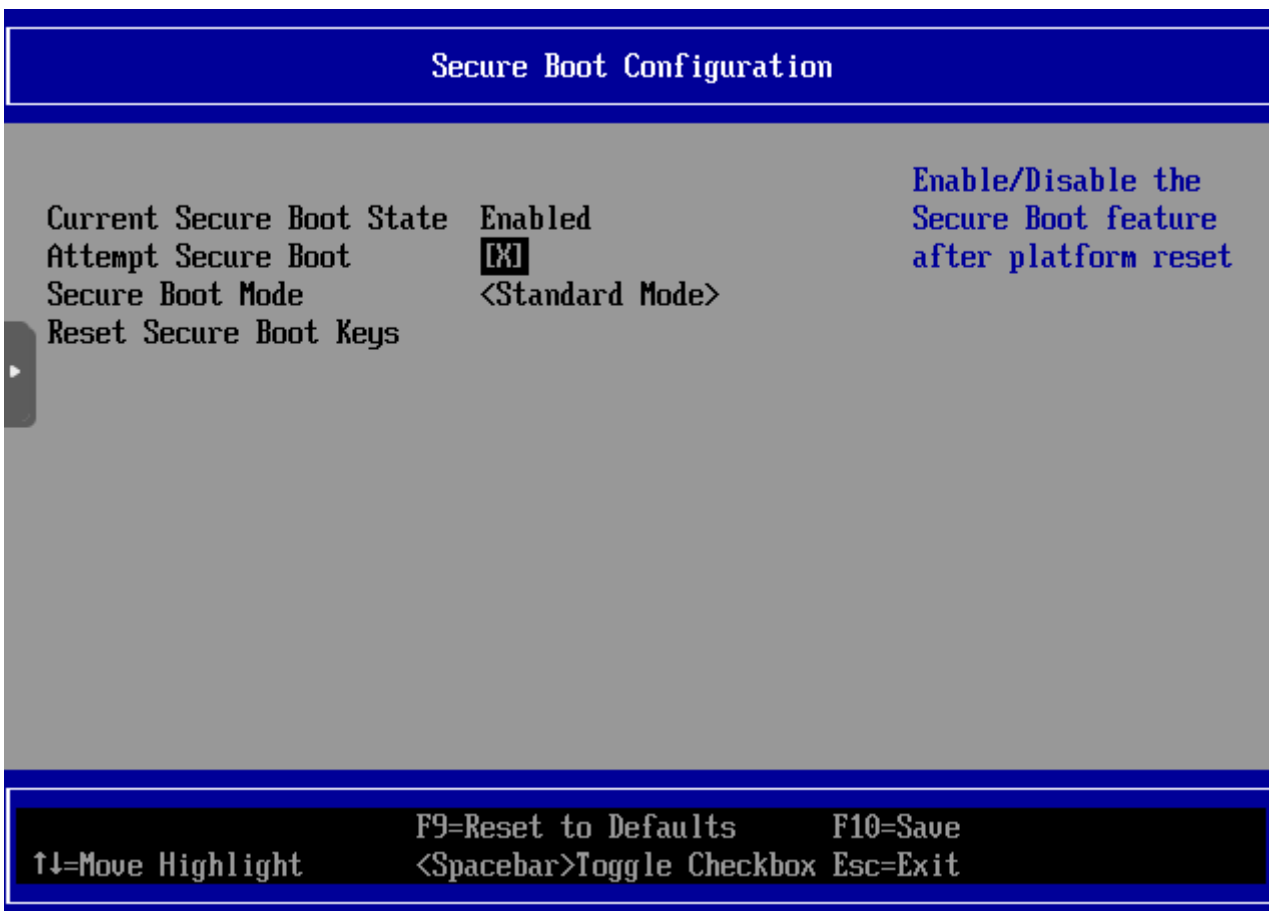 Secure Boot Configuration
Enable/Disable the
Secure Boot feature
after platform reset
Current Secure Boot State Enabled
Attempt Secure Boot [X]
Secure Boot Mode <Standard Mode>
Reset Secure Boot Keys
F9=Reset to Defaults F10=Save
↑↓=Move Highlight <Spacebar>Toggle Checkbox Esc=Exit